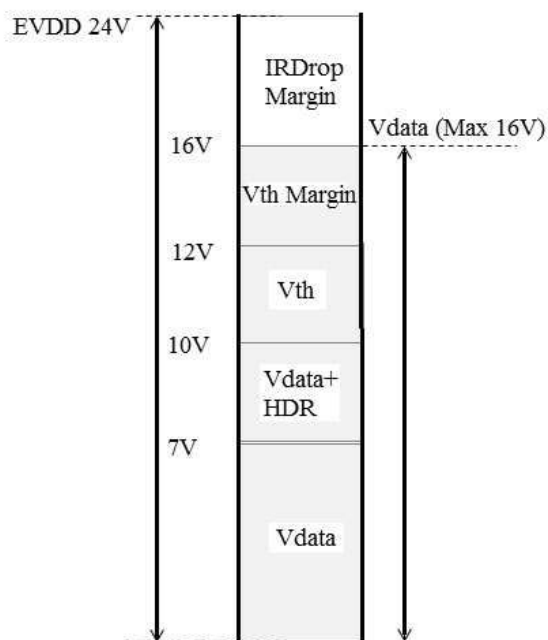 EVDD 24V
IRDrop
Margin
Vdata (Max 16V)
16V
Vth Margin
12V
Vth
10V
Vdata+
HDR
7V
Vdata